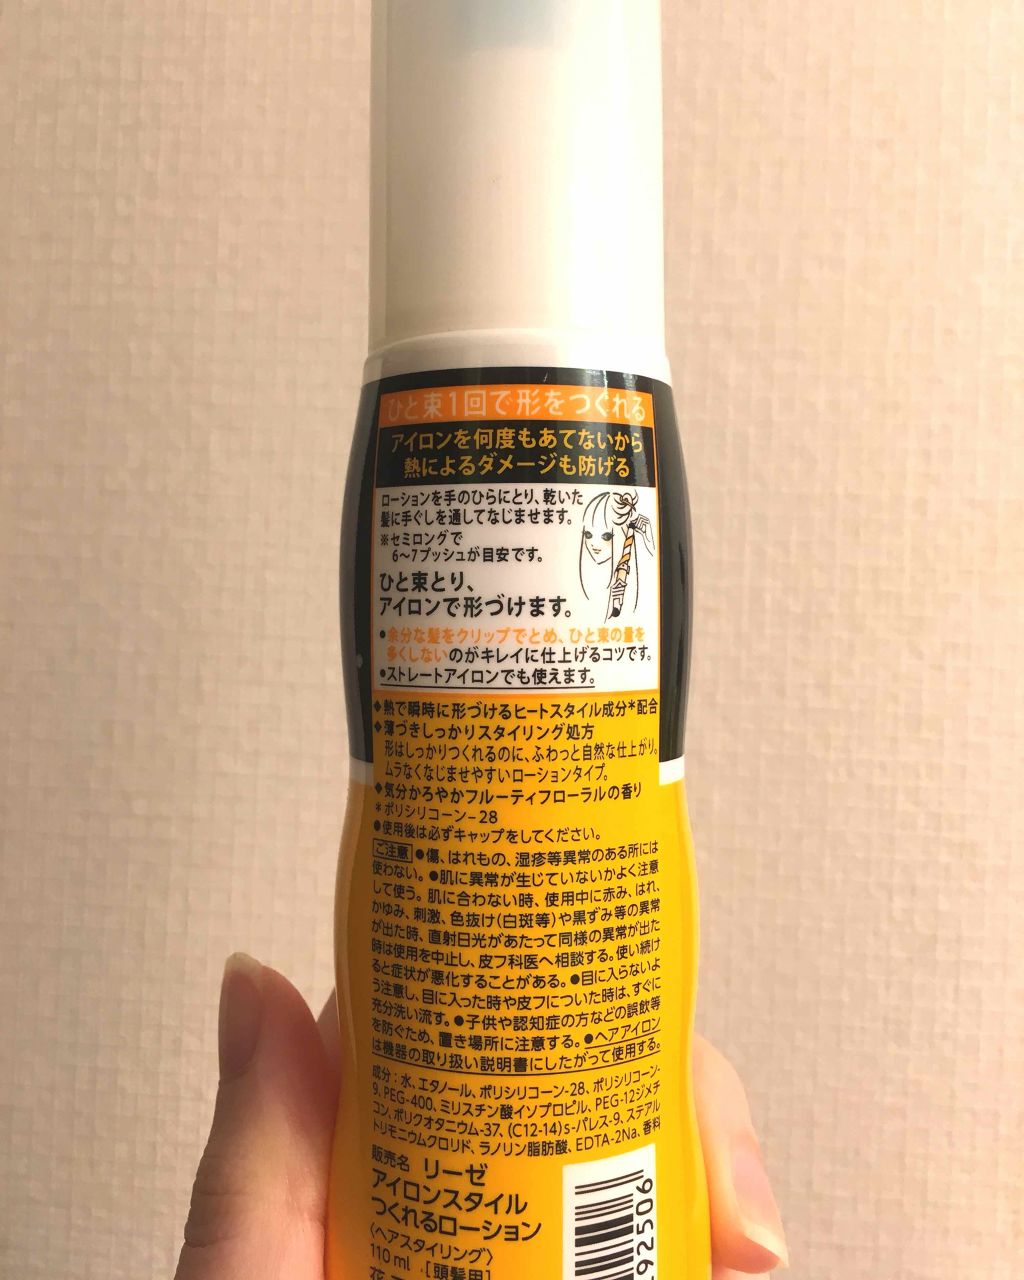 ひと束1回で形をつくれる
アイロンを何度もあてないから
熱によるダメージも防げる
ローションを手のひらにとり、乾いた
髪に手ぐしを通してなじませます。
※セミロングで
6〜7プッシュが目安です。
ひと束とり、
アイロンで形づけます。
●余分な髪をクリップでとめ、ひと束の量を
多くしないのがキレイに仕上げるコツです。
●ストレートアイロンでも使えます。
◆熱で瞬時に形づけるヒートスタイル成分*配合
◆薄づきしっかりスタイリング処方
形はしっかりつくれるのに、ふわっと自然な仕上がり。
ムラなくなじませやすいローションタイプ。
◆気分かろやかフルーティフローラルの香り
*ポリシリコーン-28
●使用後は必ずキャップをしてください。
ご注意 ●傷、はれもの、湿疹等異常のある所には
使わない。●肌に異常が生じていないかよく注意
して使う。肌に合わない時、使用中に赤み、はれ、
かゆみ、刺激、色抜け(白斑等)や黒ずみ等の異常
が出た時、直射日光があたって同様の異常が出た
時は使用を中止し、皮フ科医へ相談する。使い続け
ると症状が悪化することがある。●目に入らないよ
う注意し、目に入った時や皮フについた時は、すぐに
充分洗い流す。●子供や認知症の方などの誤飲等
を防ぐため、置き場所に注意する。●ヘアアイロン
は機器の取り扱い説明書にしたがって使用する。
成分:水、エタノール、ポリシリコーン-28、ポリシリコーン-
9、PEG-400、ミリスチン酸イソプロピル、PEG-12ジメチ
コン、ポリクオタニウム-37、(C12-14)s-パレス-9、ステアル
トリモニウムクロリド、ラノリン脂肪酸、EDTA-2Na、香料
販売名 リーゼ
アイロンスタイル
つくれるローション
〈ヘアスタイリング〉
110ml [頭髪用]
花
92506